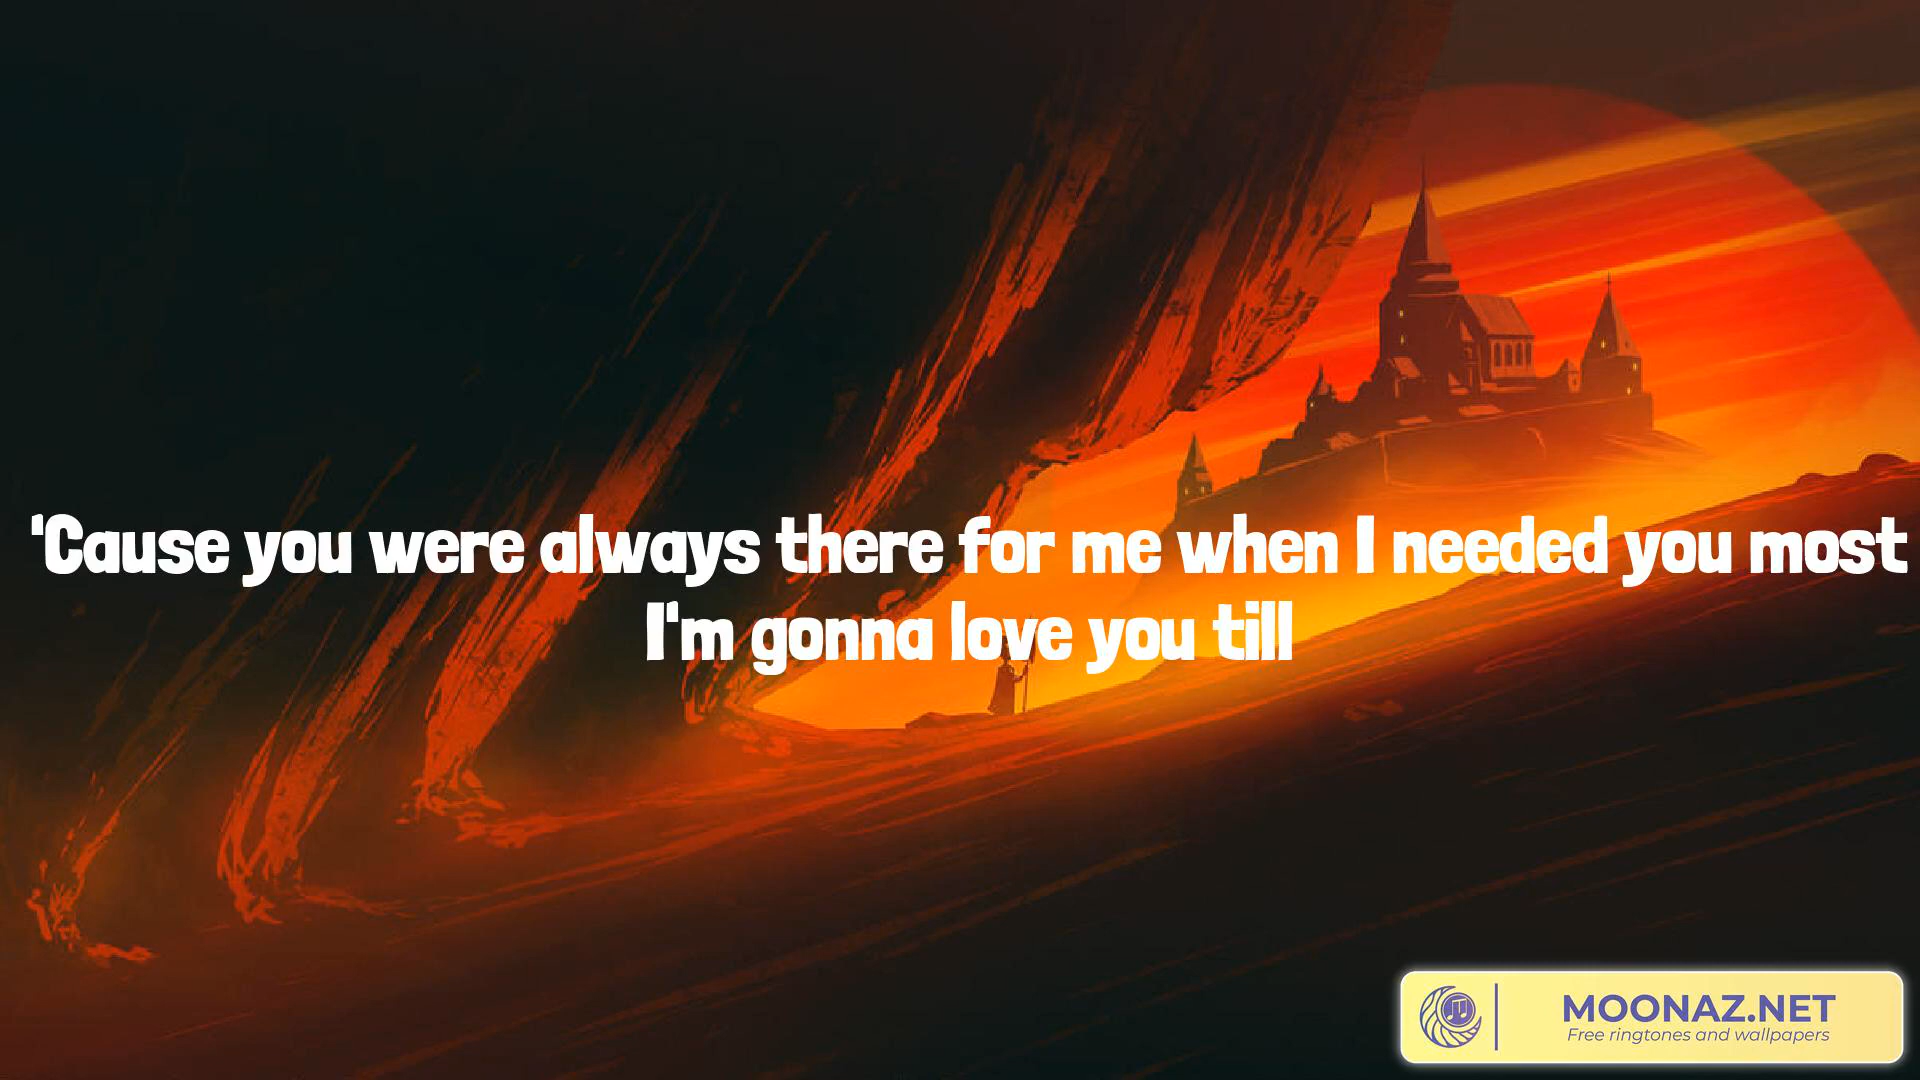 'Cause you were always there for me when I needed you most
I'm gonna love you till
MOONAZ.NET
Free ringtones and wallpapers